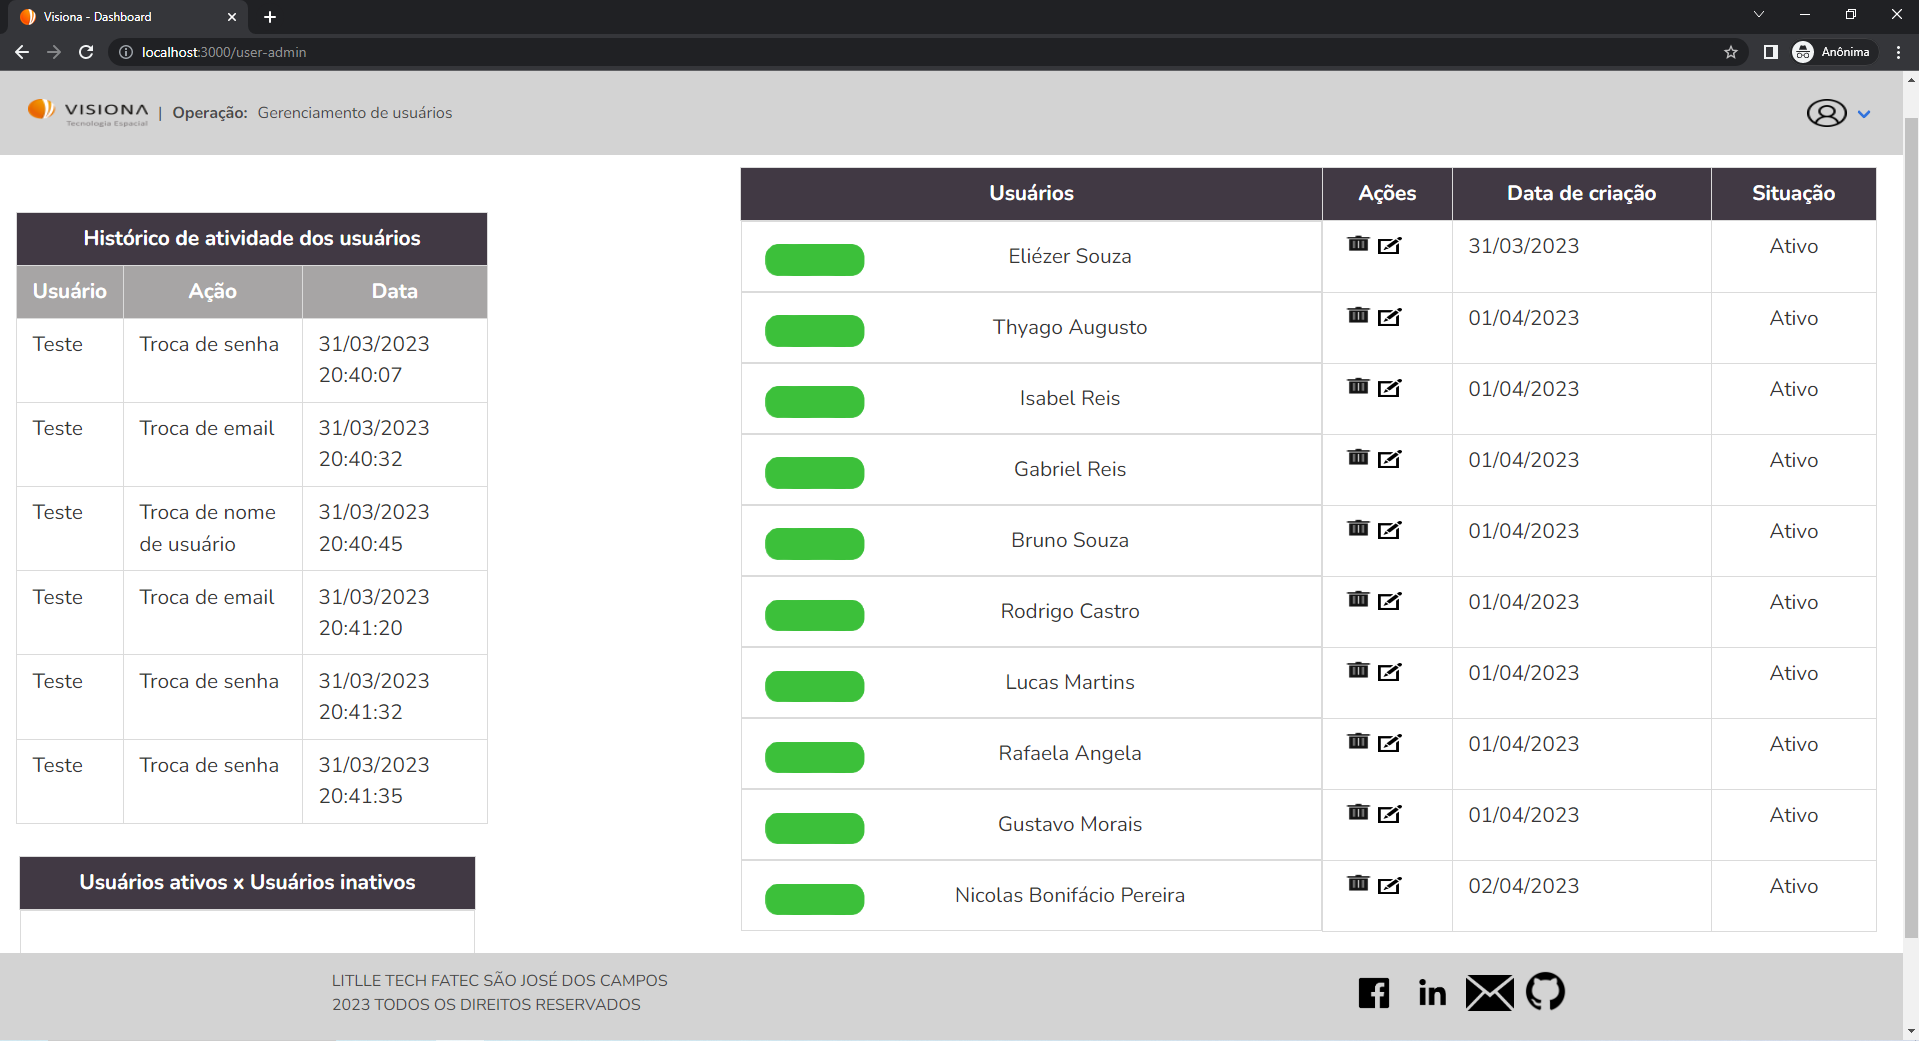 Visiona - Dashboard
localhost:3000/user-admin
Anônima
VISIONA
Tecnologia Espacial
| Operação: Gerenciamento de usuários
Histórico de atividade dos usuários
Usuário Ação Data
Teste Troca de senha 31/03/2023
20:40:07
Teste Troca de email 31/03/2023
20:40:32
Teste Troca de nome 31/03/2023
de usuário 20:40:45
Teste Troca de email 31/03/2023
20:41:20
Teste Troca de senha 31/03/2023
20:41:32
Teste Troca de senha 31/03/2023
20:41:35
Usuários ativos x Usuários inativos
Usuários Ações Data de criação Situação
Eliézer Souza 31/03/2023 Ativo
Thyago Augusto 01/04/2023 Ativo
Isabel Reis 01/04/2023 Ativo
Gabriel Reis 01/04/2023 Ativo
Bruno Souza 01/04/2023 Ativo
Rodrigo Castro 01/04/2023 Ativo
Lucas Martins 01/04/2023 Ativo
Rafaela Angela 01/04/2023 Ativo
Gustavo Morais 01/04/2023 Ativo
Nicolas Bonifácio Pereira 02/04/2023 Ativo
LITLLE TECH FATEC SÃO JOSÉ DOS CAMPOS
2023 TODOS OS DIREITOS RESERVADOS
in